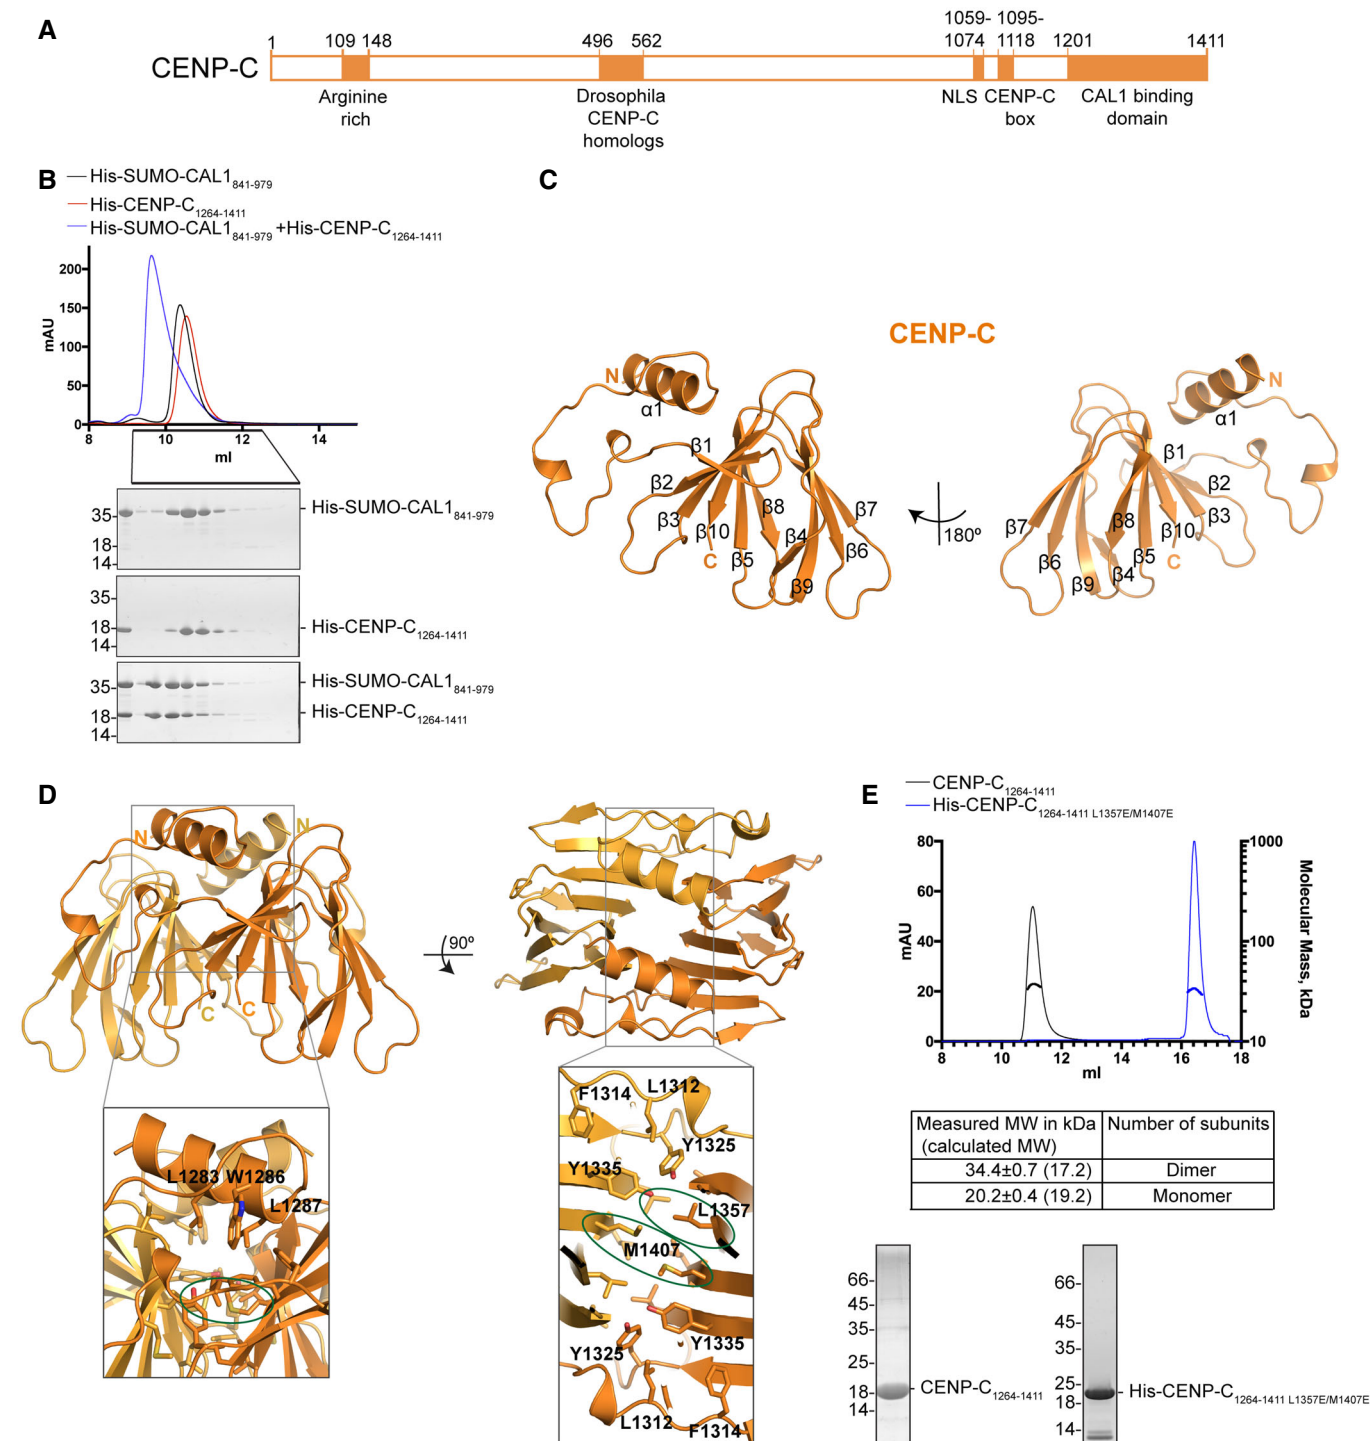 A
1059- 1095-
1 109 148 496 562 1074 1118 1201 1411
CENP-C
Arginine rich
Drosophila CENP-C homologs
NLS
CENP-C box
CAL1 binding domain
B
His-SUMO-CAL1841-979
His-CENP-C1264-1411
His-SUMO-CAL1841-979 +His-CENP-C1264-1411
mAU
200
150
100
50
0
8 10 12 14
ml
35-
18-
14-
His-SUMO-CAL1841-979
35-
18-
14-
His-CENP-C1264-1411
35-
18-
14-
His-SUMO-CAL1841-979
His-CENP-C1264-1411
C
CENP-C
N
α1
β1
β2
β3
β10
C
β5
β8
β4
β9
β7
β6
180º
N
α1
β1
β2
β3
β10
C
β8
β5
β4
β9
β7
β6
D
N
N
C
C
90º
L1283 W1286
L1287
F1314
L1312
Y1325
Y1335
L1357
M1407
Y1335
Y1325
L1312
F1314
E
CENP-C1264-1411
His-CENP-C1264-1411 L1357E/M1407E
mAU
80
60
40
20
0
8 10 12 14 16 18
ml
1000
100
10
Molecular Mass, kDa
Measured MW in kDa (calculated MW) Number of subunits
34.4±0.7 (17.2) Dimer
20.2±0.4 (19.2) Monomer
66-
45-
35-
25-
18-
14-
CENP-C1264-1411
66-
45-
35-
25-
18-
14-
His-CENP-C1264-1411 L1357E/M1407E